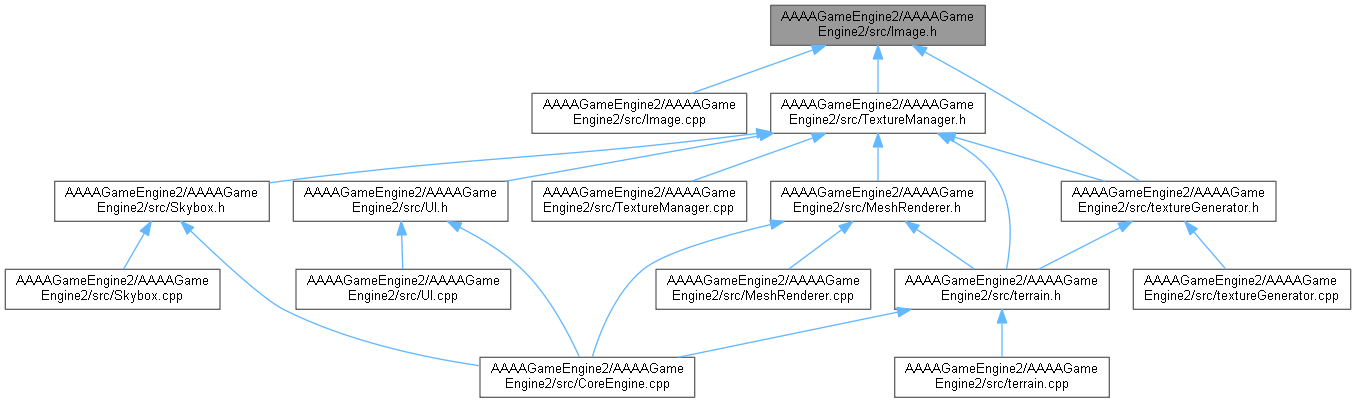 AAAAGameEngine2/AAAAGame
Engine2/src/Image.h
AAAAGameEngine2/AAAAGame
Engine2/src/Image.cpp
AAAAGameEngine2/AAAAGame
Engine2/src/TextureManager.h
AAAAGameEngine2/AAAAGame
Engine2/src/Skybox.h
AAAAGameEngine2/AAAAGame
Engine2/src/UI.h
AAAAGameEngine2/AAAAGame
Engine2/src/TextureManager.cpp
AAAAGameEngine2/AAAAGame
Engine2/src/MeshRenderer.h
AAAAGameEngine2/AAAAGame
Engine2/src/textureGenerator.h
AAAAGameEngine2/AAAAGame
Engine2/src/Skybox.cpp
AAAAGameEngine2/AAAAGame
Engine2/src/UI.cpp
AAAAGameEngine2/AAAAGame
Engine2/src/MeshRenderer.cpp
AAAAGameEngine2/AAAAGame
Engine2/src/terrain.h
AAAAGameEngine2/AAAAGame
Engine2/src/textureGenerator.cpp
AAAAGameEngine2/AAAAGame
Engine2/src/CoreEngine.cpp
AAAAGameEngine2/AAAAGame
Engine2/src/terrain.cpp